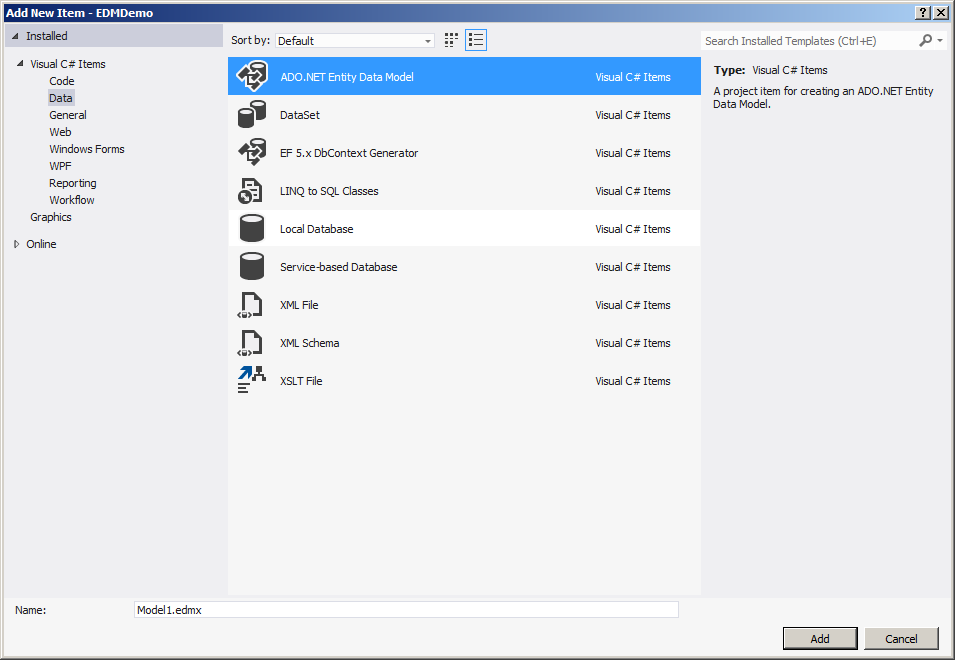 Add New Item - EDMDemo
Installed
Visual C# Items
Code
Data
General
Web
Windows Forms
WPF
Reporting
Workflow
Graphics
Online
Sort by: Default
ADO.NET Entity Data Model Visual C# Items
DataSet Visual C# Items
EF 5.x DbContext Generator Visual C# Items
LINQ to SQL Classes Visual C# Items
Local Database Visual C# Items
Service-based Database Visual C# Items
XML File Visual C# Items
XML Schema Visual C# Items
XSLT File Visual C# Items
Search Installed Templates (Ctrl+E)
Type: Visual C# Items
A project item for creating an ADO.NET Entity
Data Model.
Name: Model1.edmx
Add Cancel